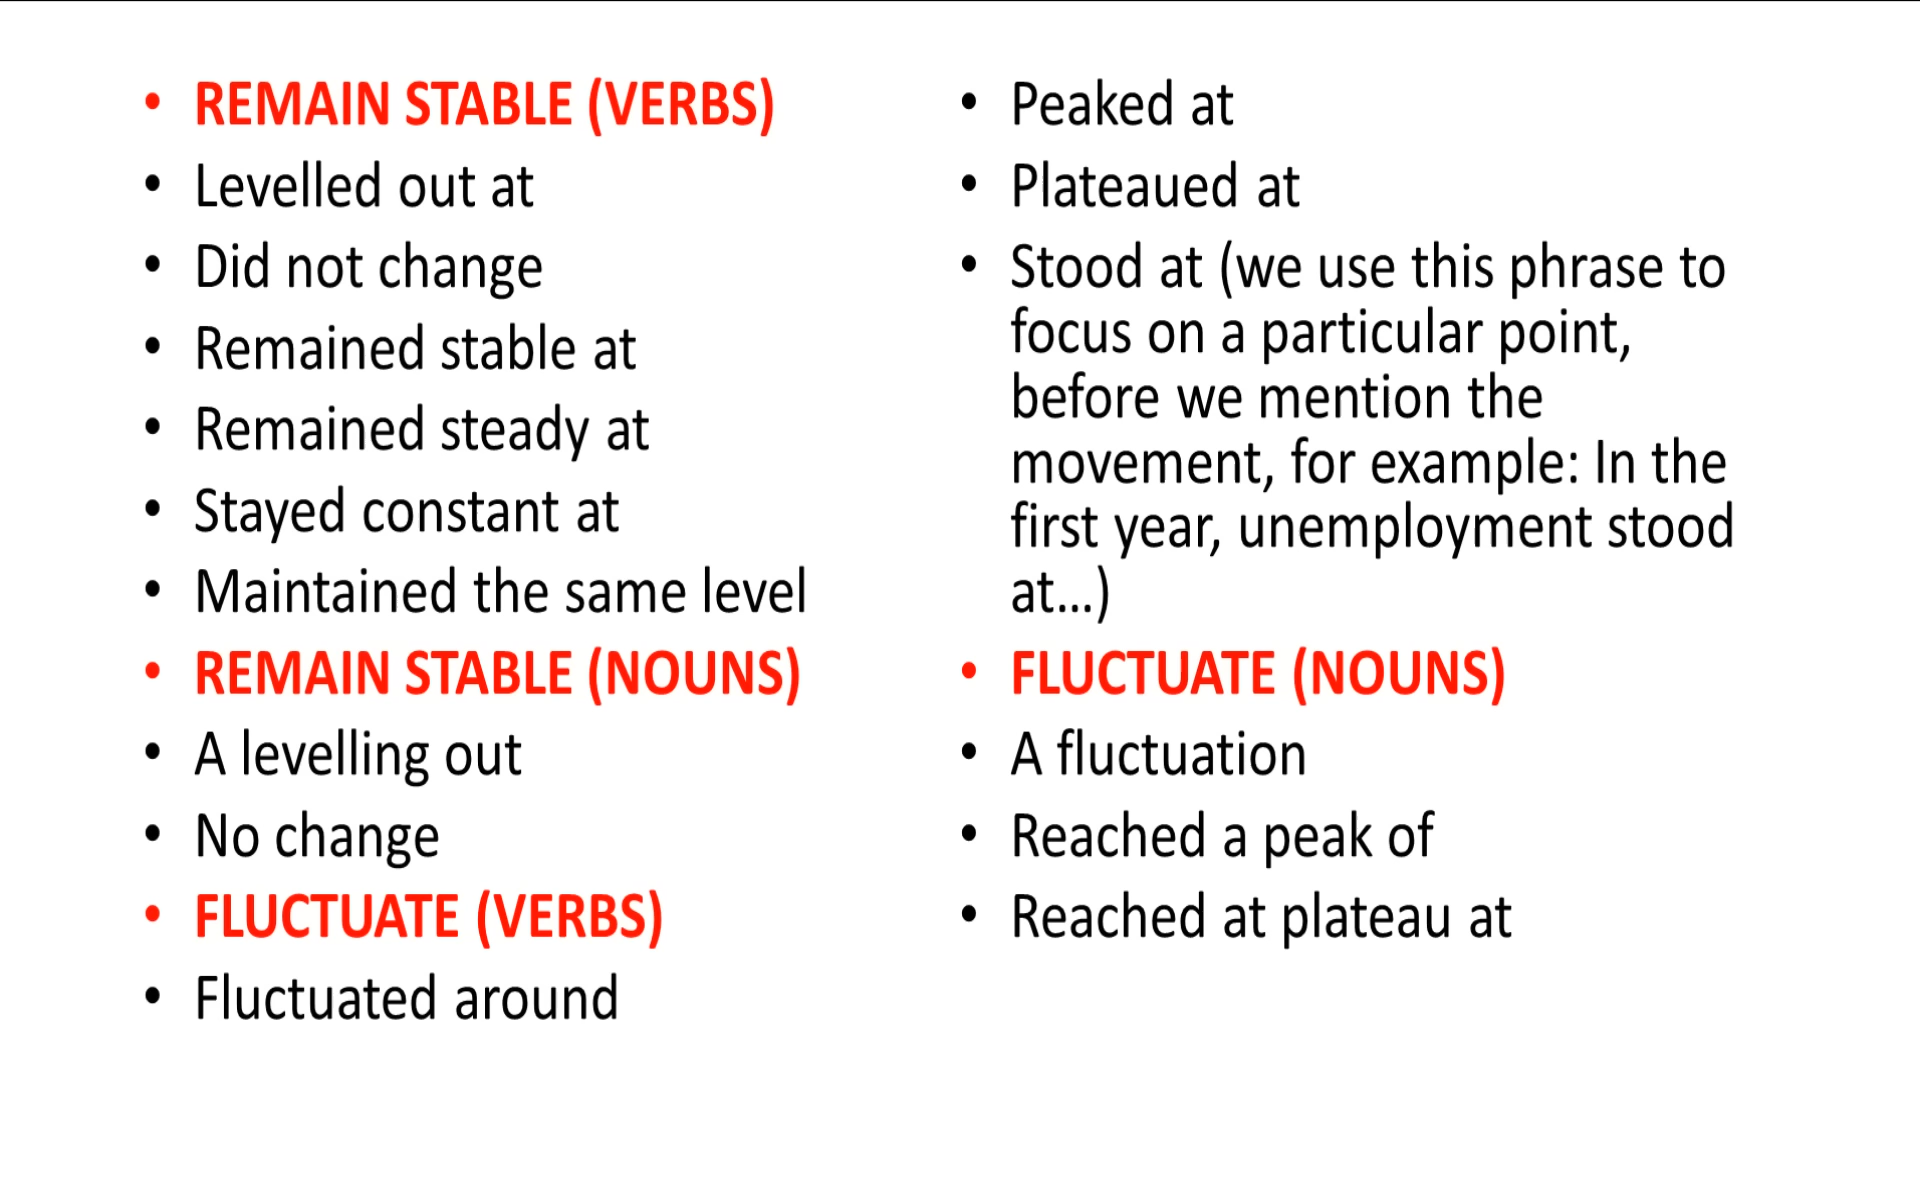 • REMAIN STABLE (VERBS)
• Levelled out at
• Did not change
• Remained stable at
• Remained steady at
• Stayed constant at
• Maintained the same level
• REMAIN STABLE (NOUNS)
• A levelling out
• No change
• FLUCTUATE (VERBS)
• Fluctuated around
• Peaked at
• Plateaued at
• Stood at (we use this phrase to
focus on a particular point,
before we mention the
movement, for example: In the
first year, unemployment stood
at...)
• FLUCTUATE (NOUNS)
• A fluctuation
• Reached a peak of
• Reached at plateau at